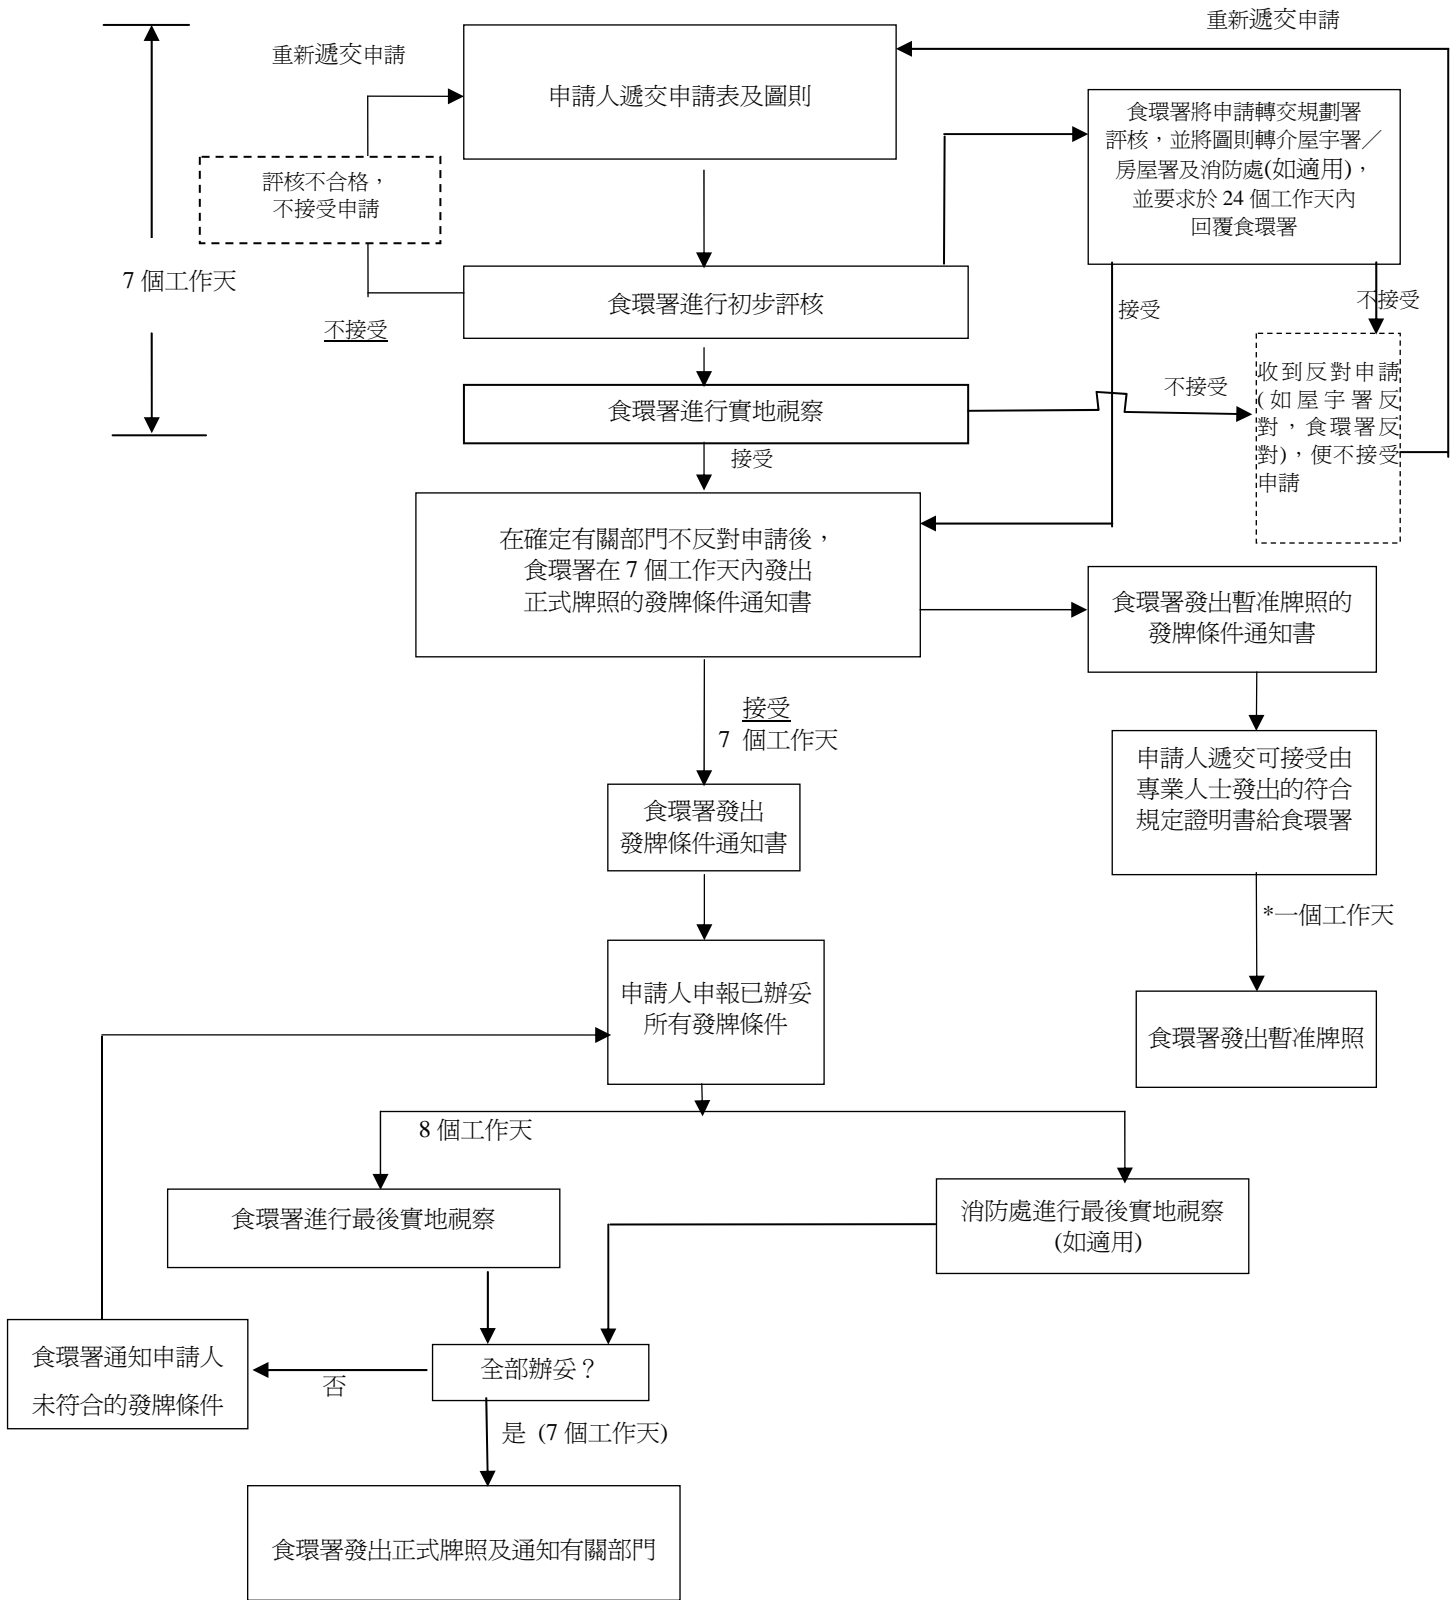 重新遞交申請
重新遞交申請
申請人遞交申請表及圖則
食環署將申請轉交規劃署
評核，並將圖則轉介屋宇署／
房屋署及消防處(如適用)，
並要求於 24 個工作天內
回覆食環署
評核不合格，
不接受申請
7 個工作天
食環署進行初步評核
不接受
接受
不接受
食環署進行實地視察
不接受
收到反對申請
(如屋宇署反
對，食環署反
對)，便不接受
申請
接受
在確定有關部門不反對申請後，
食環署在 7 個工作天內發出
正式牌照的發牌條件通知書
食環署發出暫准牌照的
發牌條件通知書
接受
7 個工作天
申請人遞交可接受由
專業人士發出的符合
規定證明書給食環署
食環署發出
發牌條件通知書
*一個工作天
申請人申報已辦妥
所有發牌條件
食環署發出暫准牌照
8 個工作天
食環署進行最後實地視察
消防處進行最後實地視察
(如適用)
食環署通知申請人
未符合的發牌條件
否
全部辦妥？
是 (7 個工作天)
食環署發出正式牌照及通知有關部門